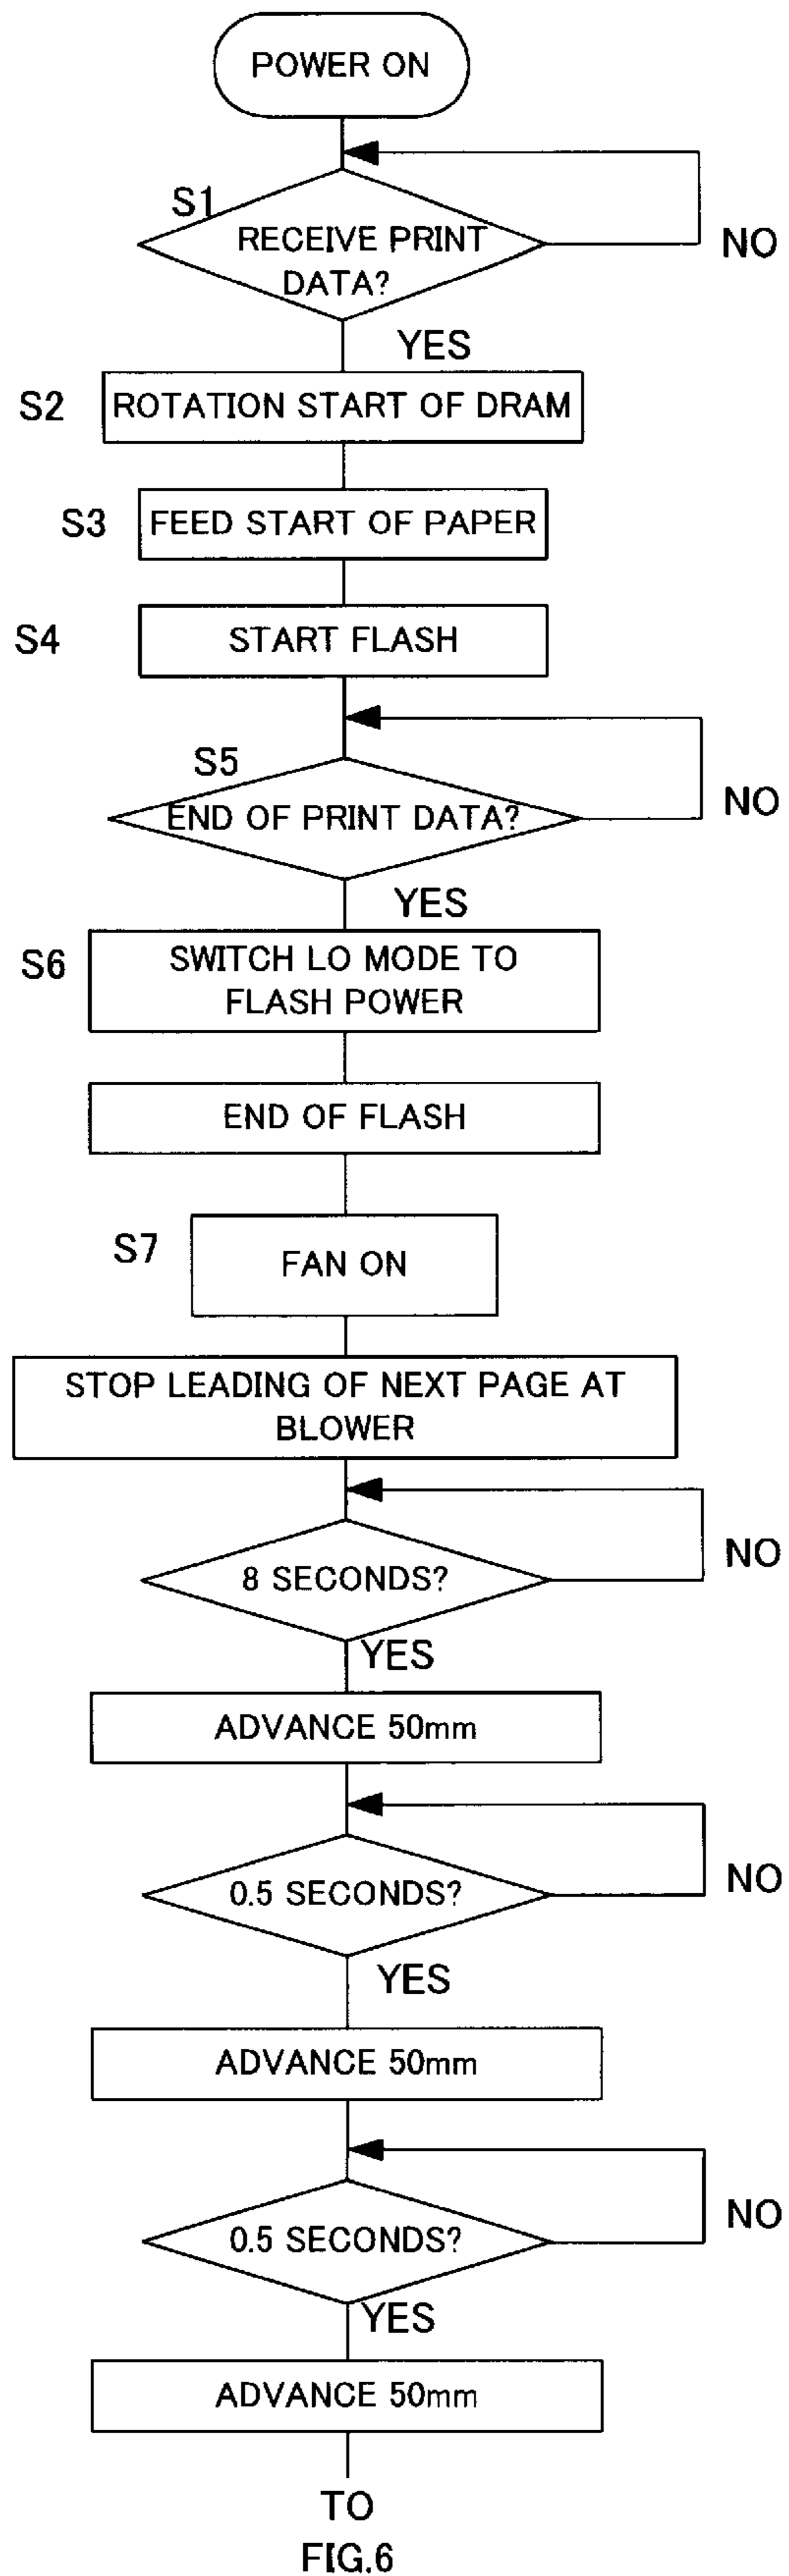 POWER ON
S1
RECEIVE PRINT
DATA?
NO
YES
S2
ROTATION START OF DRAM
S3
FEED START OF PAPER
S4
START FLASH
S5
END OF PRINT DATA?
NO
YES
S6
SWITCH LO MODE TO
FLASH POWER
END OF FLASH
S7
FAN ON
STOP LEADING OF NEXT PAGE AT
BLOWER
8 SECONDS?
NO
YES
ADVANCE 50mm
0.5 SECONDS?
NO
YES
ADVANCE 50mm
0.5 SECONDS?
NO
YES
ADVANCE 50mm
TO
FIG.6